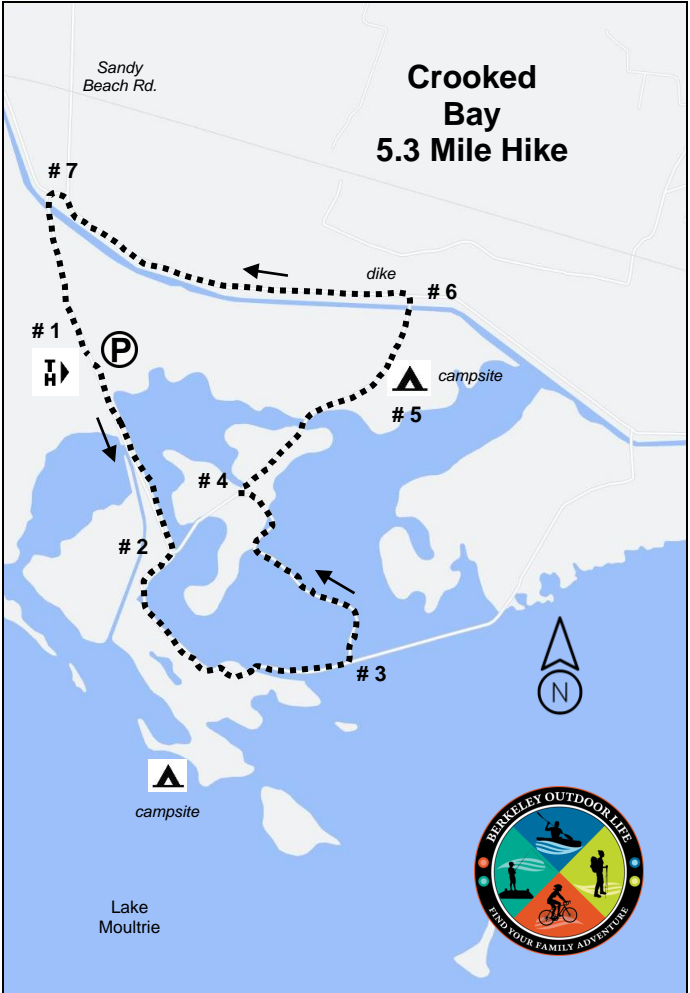 Sandy
Beach Rd.
Crooked
Bay
5.3 Mile Hike
# 7
dike
# 6
# 1
P
TH
campsite
# 5
# 4
# 2
# 3
N
campsite
BERKELEY OUTDOOR LIFE
FIND YOUR FAMILY ADVENTURE
Lake
Moultrie